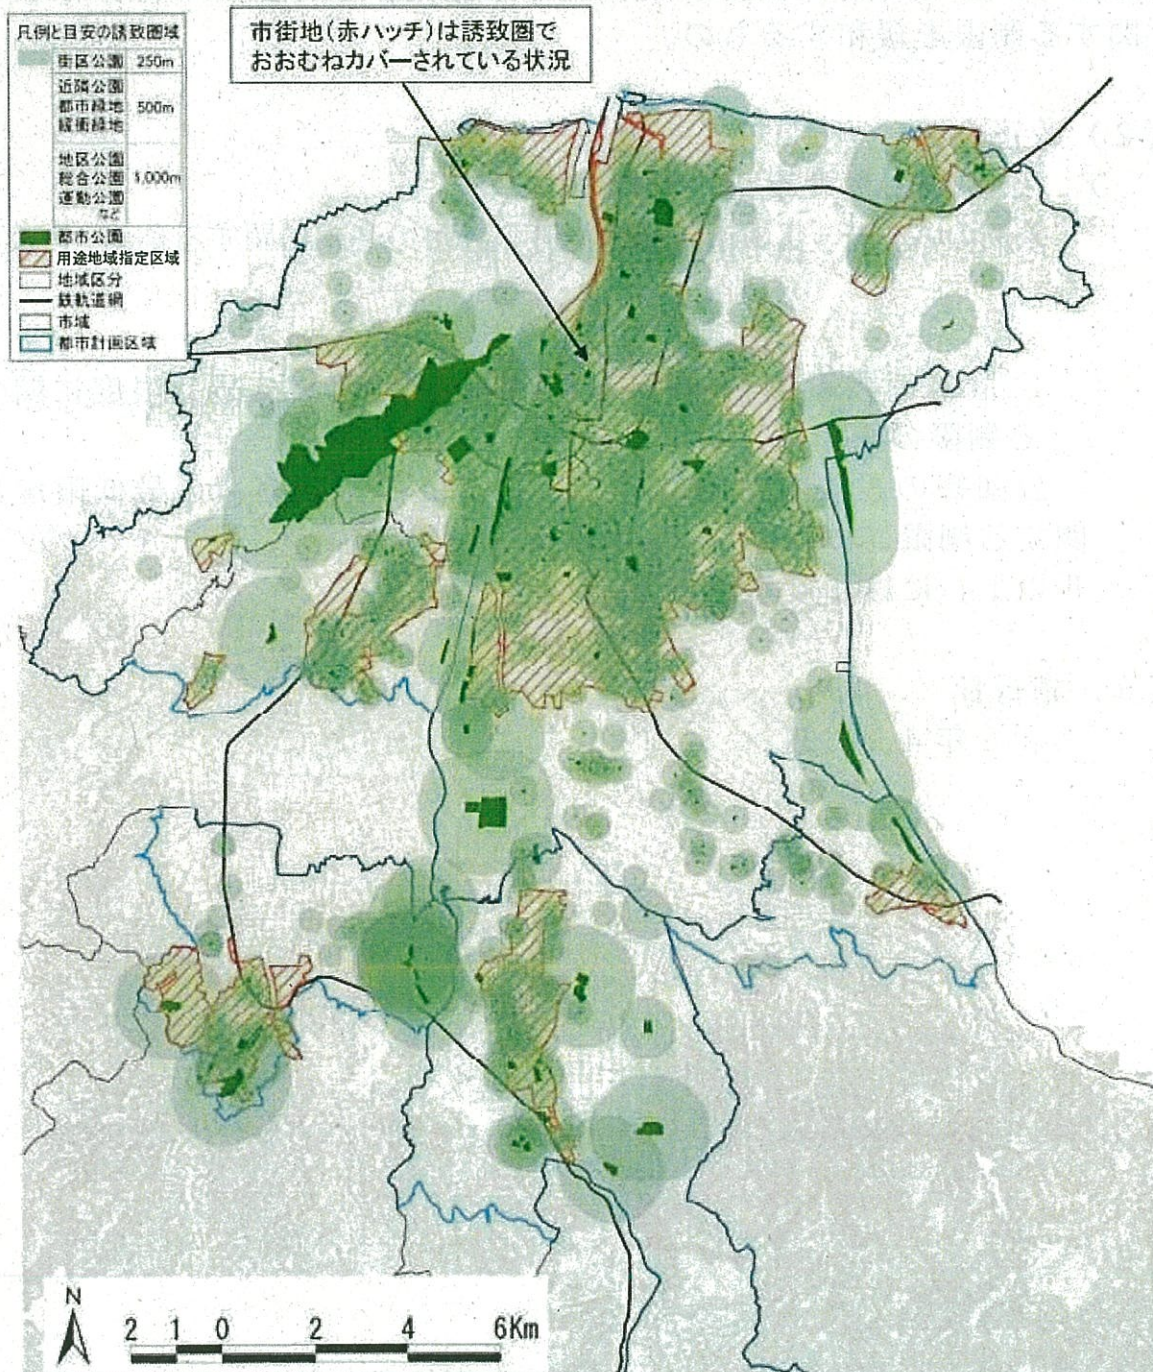 凡例と目安の誘致圏域
街区公園 250m
近隣公園
都市緑地 500m
緩衝緑地
地区公園
総合公園 1,000m
運動公園
など
都市公園
用途地域指定区域
地域区分
鉄軌道網
市域
都市計画区域
市街地(赤ハッチ)は誘致圏で
おおむねカバーされている状況
N
2 1 0 2 4 6Km